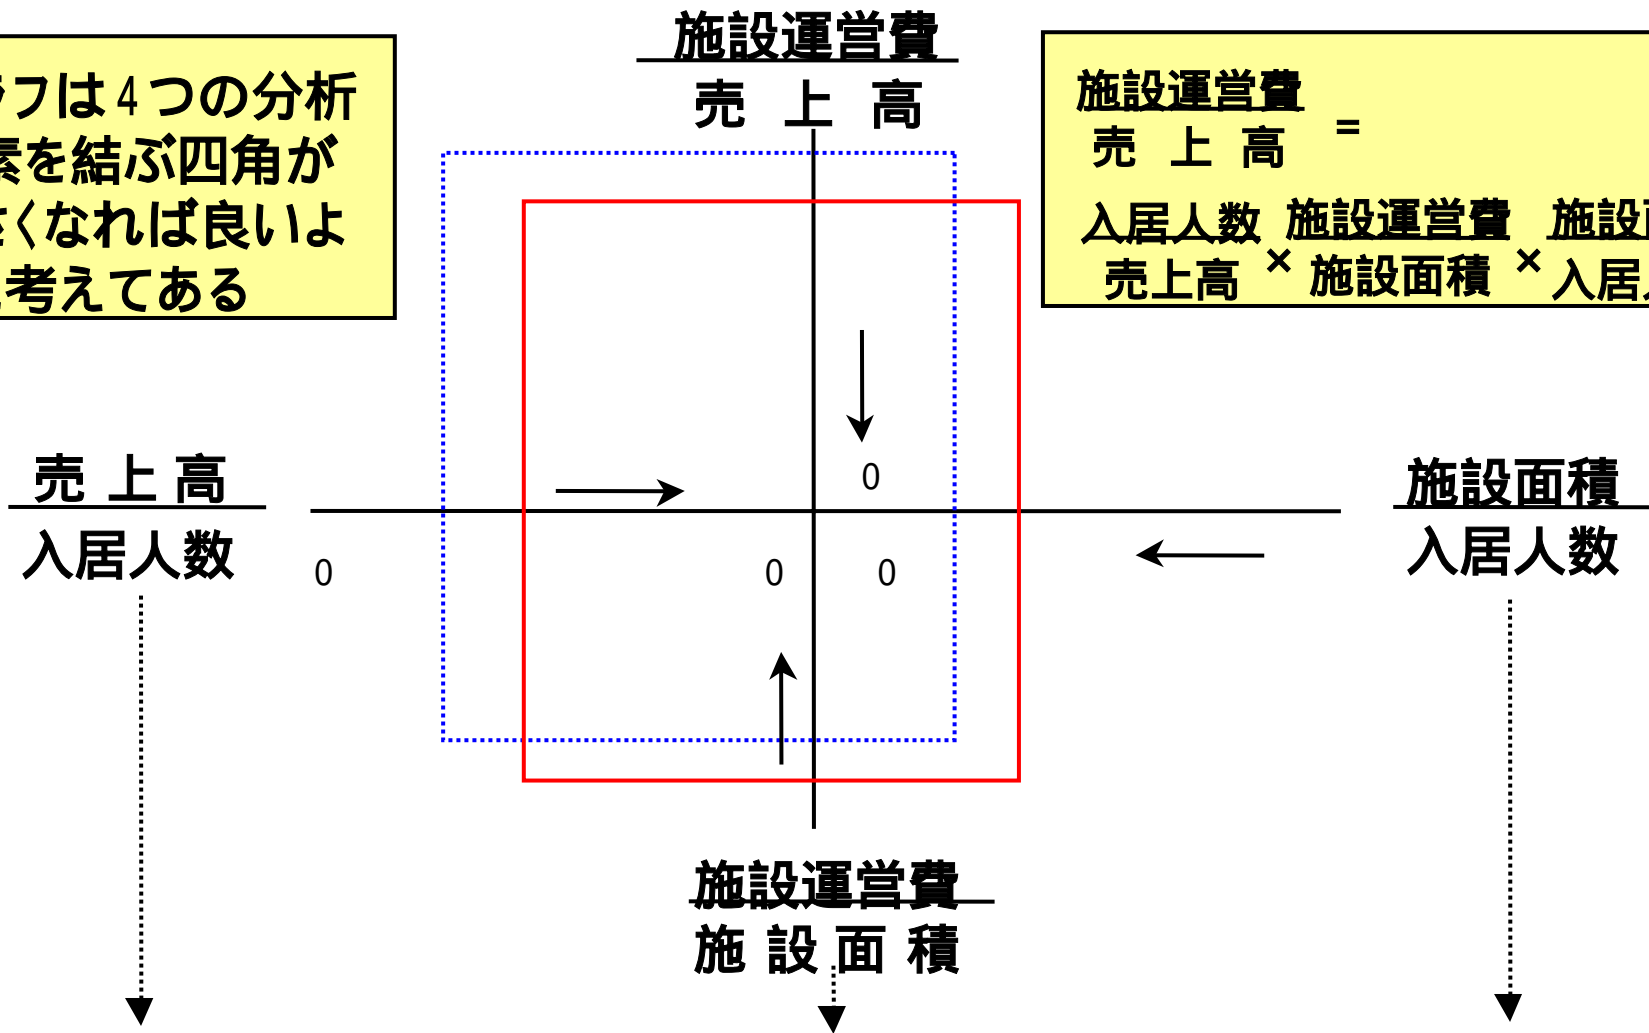 施設運営費
売 上 高
フは4つの分析
を結ぶ四角が
くなれば良いよ
考えてある
施設運営費
売 上 高
=
入居人数
売上高
×
施設運営費
施設面積
×
施設
入居
売 上 高
入居人数
施設面積
入居人数
0
0
0
0
施設運営費
施 設 面 積